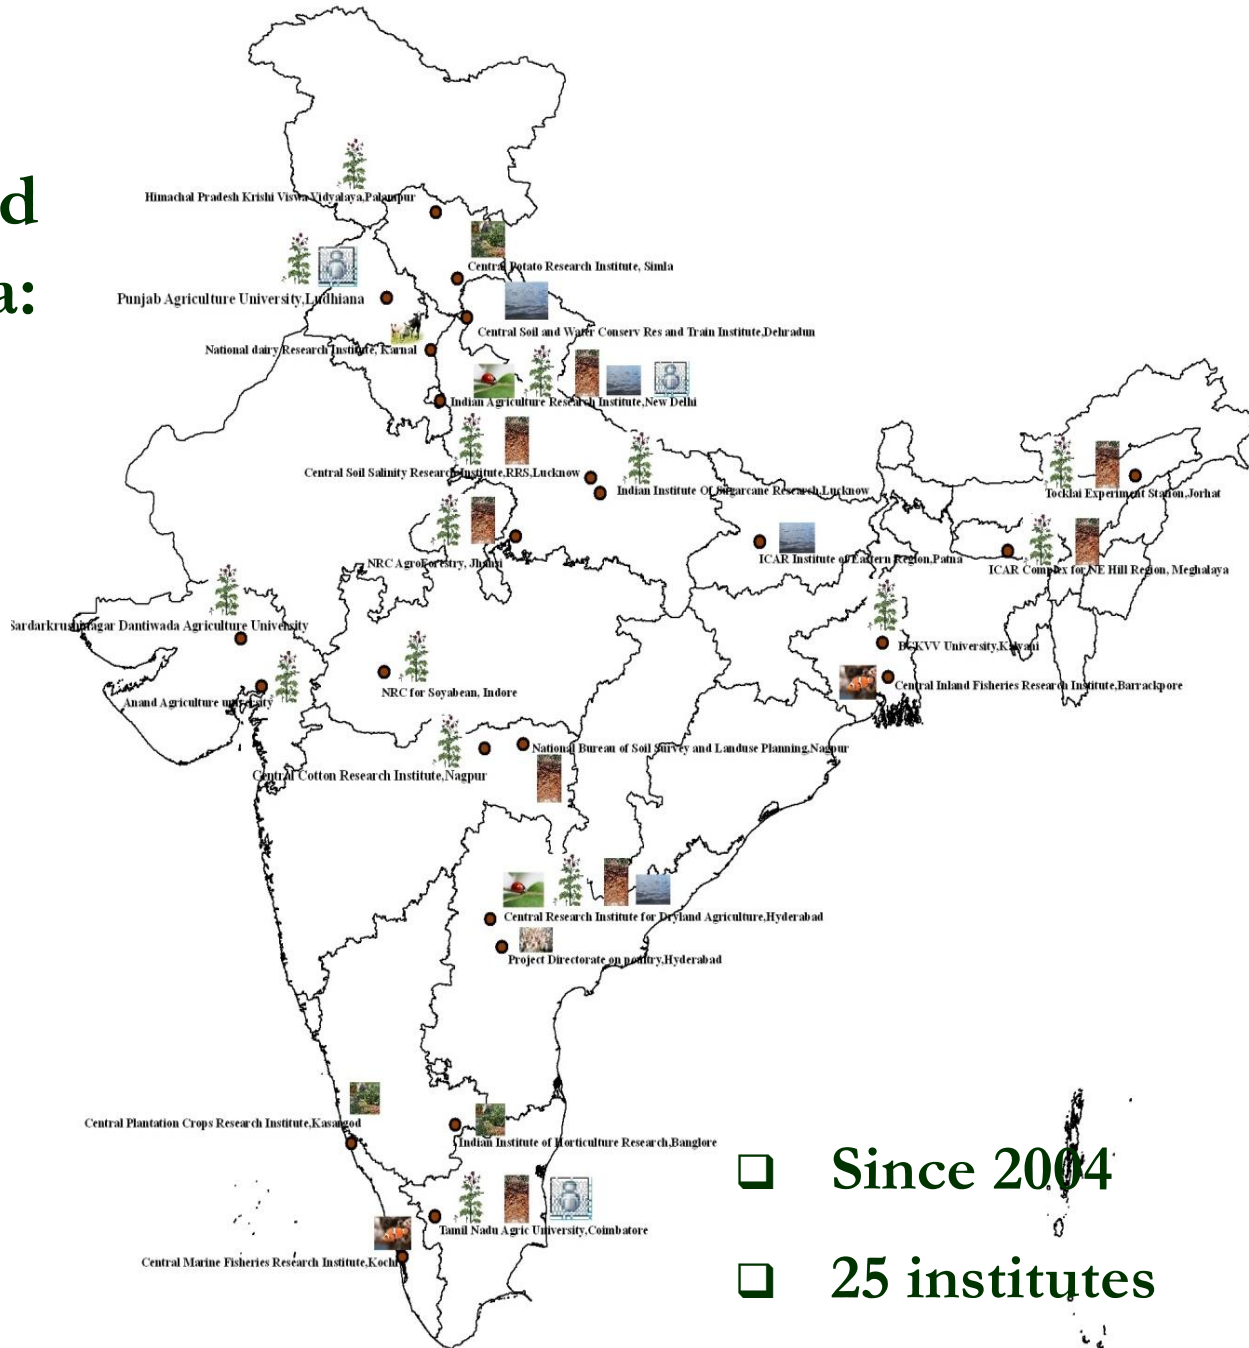 d
a:
Himachal Pradesh Krishi Viswa Vidyalaya,Palampur
Central Potato Research Institute, Simla
Punjab Agriculture University,Ludhiana
Central Soil and Water Conserv Res and Train Institute,Dehradun
National dairy Research Institute, Karnal
Indian Agriculture Research Institute,New Delhi
Central Soil Salinity Research Institute,RRS,Lucknow
Indian Institute Of Sugarcane Research,Lucknow
Tocklai Experiment Station,Jorhat
NRC AgroForestry, Jhansi
ICAR Institute of Eastern Region,Patna
ICAR Complex for NE Hill Region, Meghalaya
Sardarkrushinagar Dantiwada Agriculture University
BCKVV University,Kalyani
NRC for Soyabean, Indore
Central Inland Fisheries Research Institute,Barrackpore
Anand Agriculture university
National Bureau of Soil Survey and Landuse Planning,Nagpur
Central Cotton Research Institute,Nagpur
Central Research Institute for Dryland Agriculture,Hyderabad
Project Directorate on poultry,Hyderabad
Central Plantation Crops Research Institute,Kasargod
Indian Institute of Horticulture Research,Banglore
Since 2004
Tamil Nadu Agric University,Coimbatore
Central Marine Fisheries Research Institute,Kochi
25 institutes